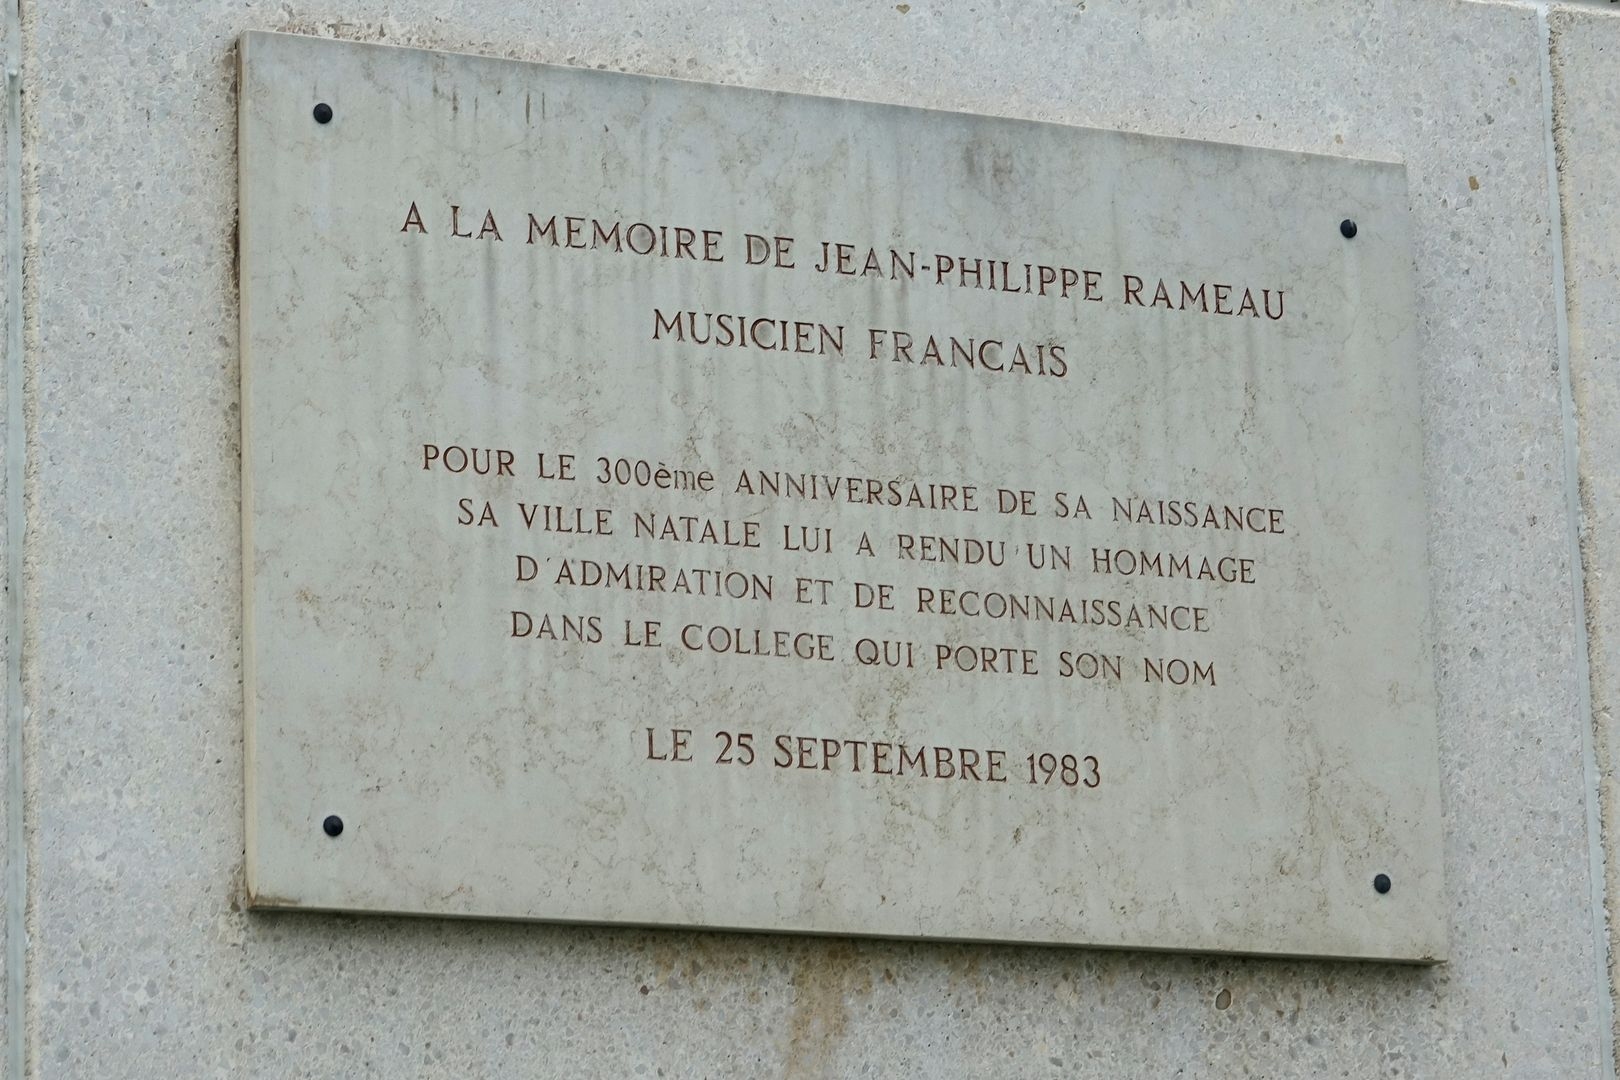 A LA MEMOIRE DE JEAN-PHILIPPE RAMEAU
MUSICIEN FRANCAIS
POUR LE 300ème ANNIVERSAIRE DE SA NAISSANCE
SA VILLE NATALE LUI A RENDU UN HOMMAGE
D'ADMIRATION ET DE RECONNAISSANCE
DANS LE COLLEGE QUI PORTE SON NOM
LE 25 SEPTEMBRE 1983